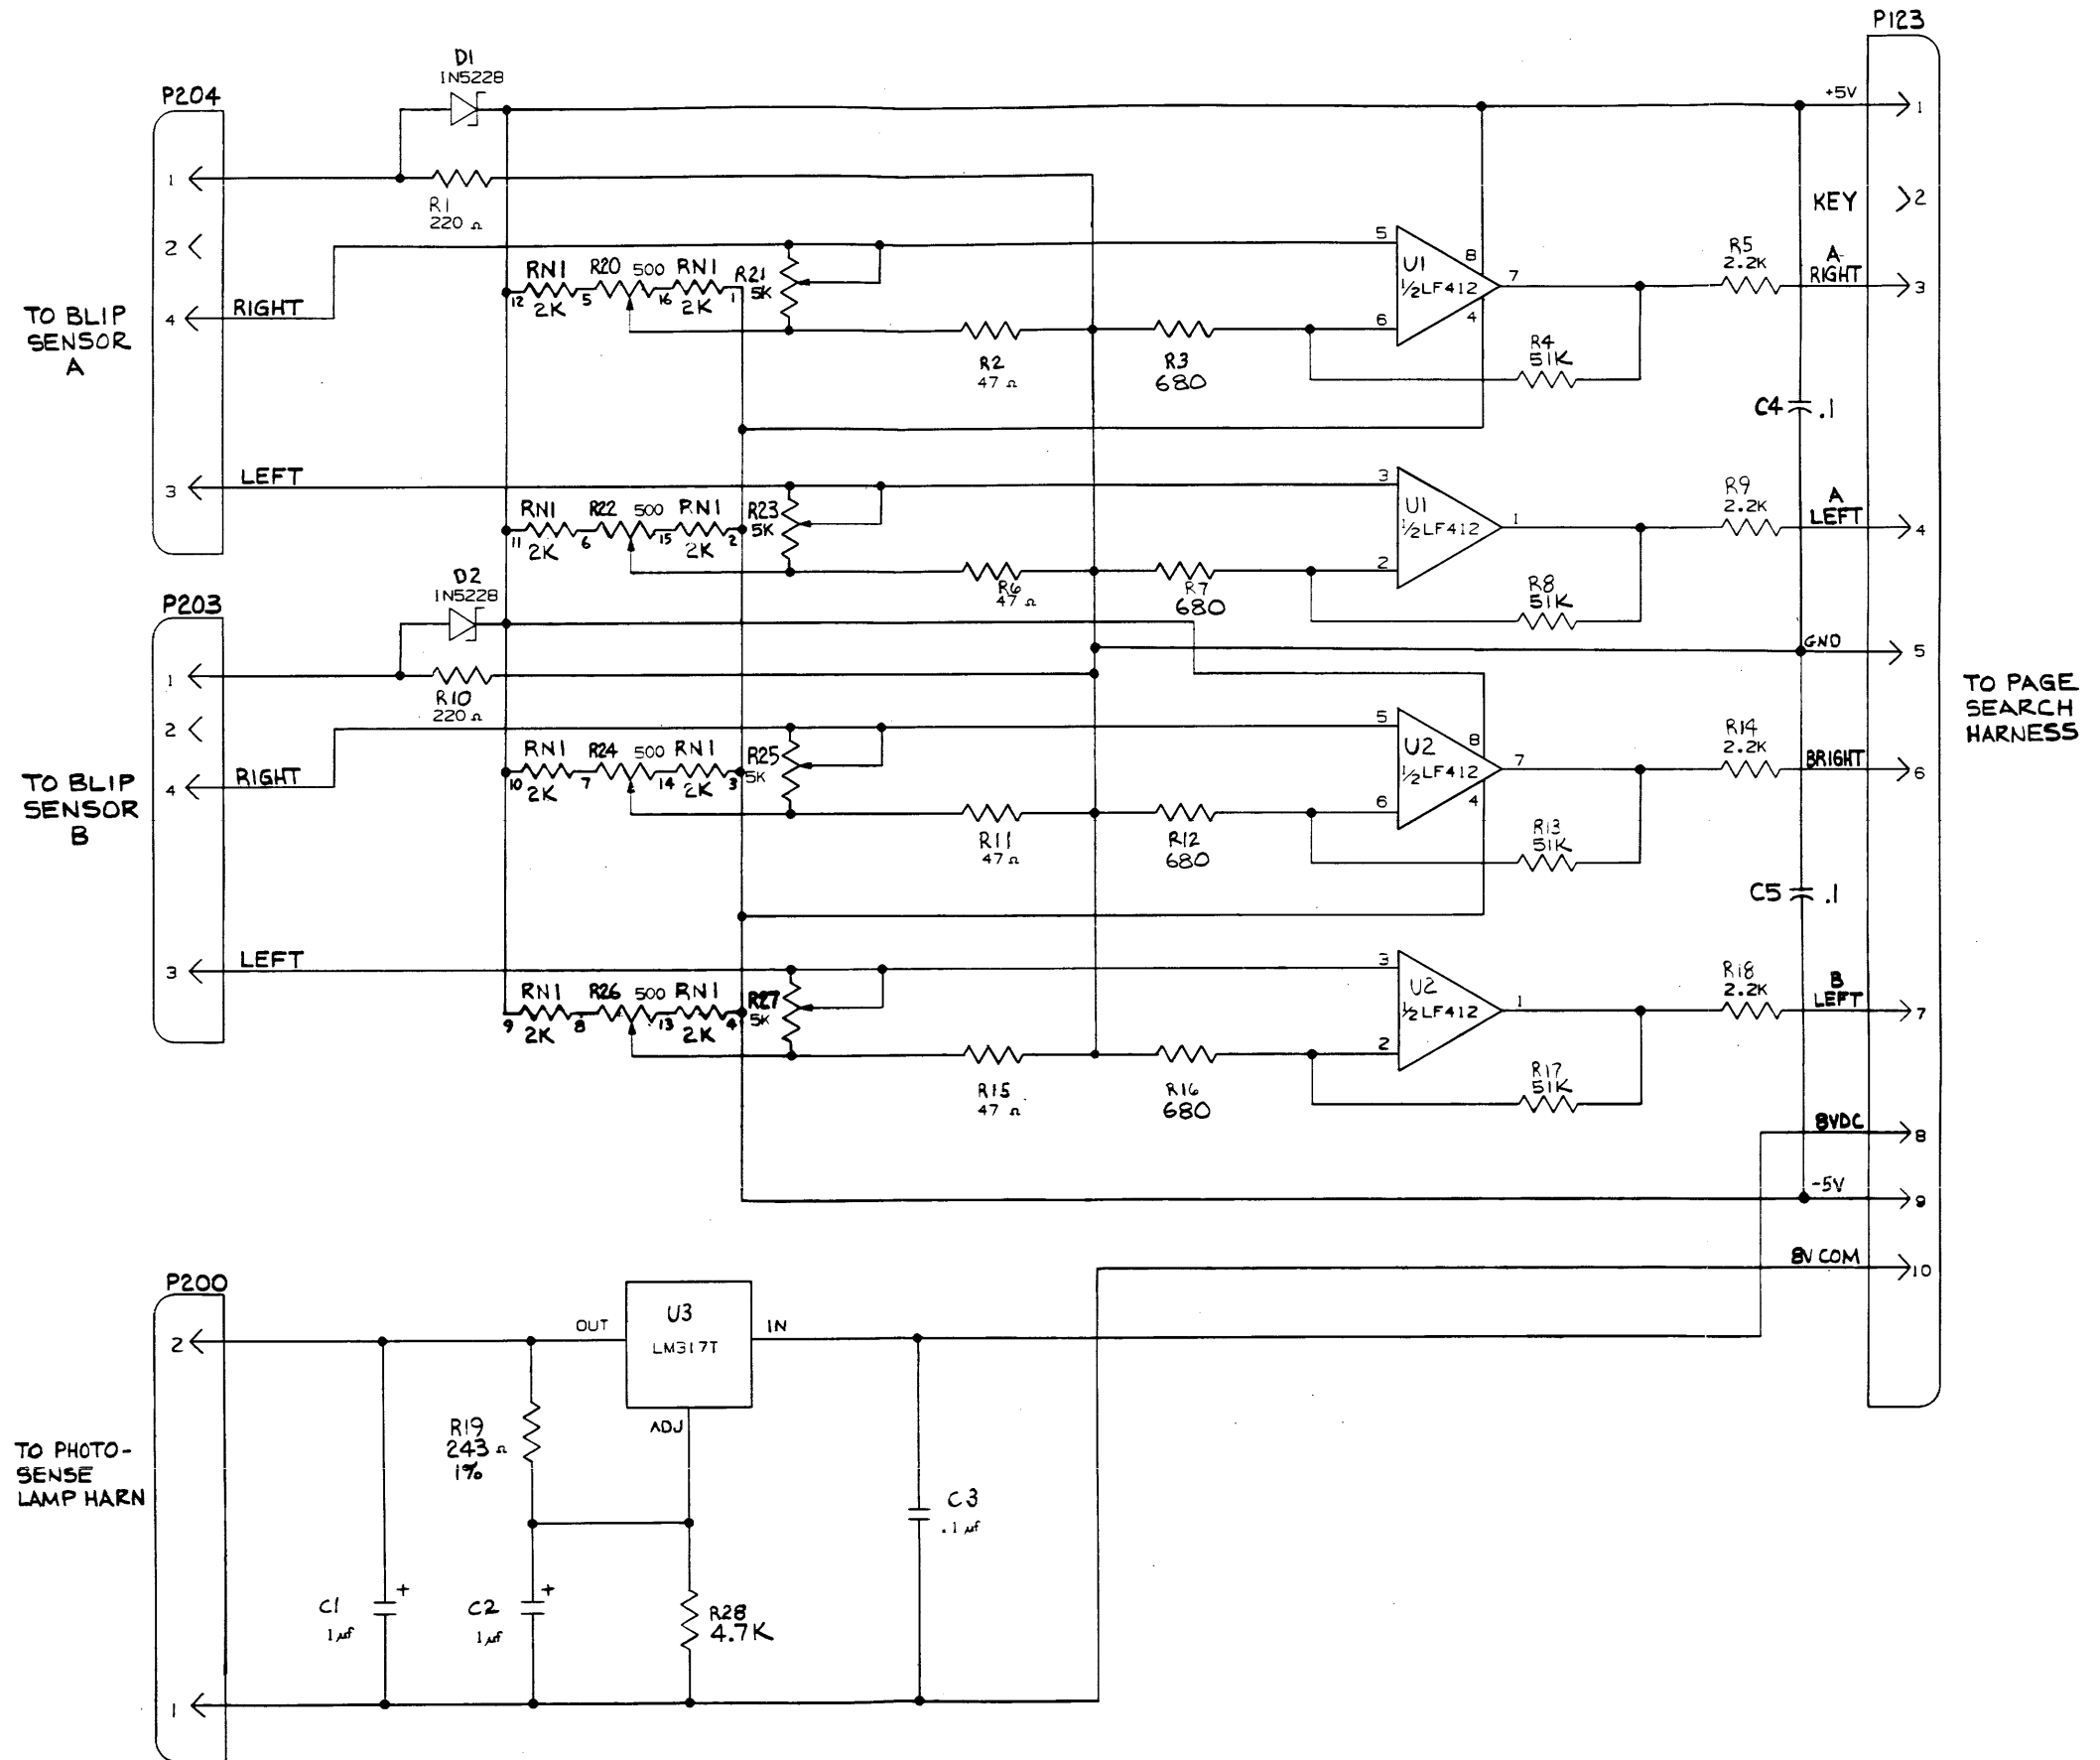 P123
D1
1N5228
P204
+5V
1
1
R1
220 Ω
KEY
2
2
5
8
U1
½LF412
7
R5
2.2K
A
RIGHT
3
RN1
R20
500
RN1
R21
5K
12
2K
5
16
2K
1
4
RIGHT
TO BLIP
SENSOR
A
6
4
R2
47 Ω
R3
680
R4
51K
C4
.1
3
LEFT
3
U1
½LF412
1
R9
2.2K
A
LEFT
4
RN1
R22
500
RN1
R23
5K
11
2K
6
15
2K
2
2
R6
47 Ω
R7
680
R8
51K
D2
1N5228
P203
GND
5
1
R10
220 Ω
TO PAGE
SEARCH
HARNESS
2
5
8
U2
½LF412
7
R14
2.2K
BRIGHT
6
RN1
R24
500
RN1
R25
5K
10
2K
7
14
2K
3
4
RIGHT
TO BLIP
SENSOR
B
6
4
R11
47 Ω
R12
680
R13
51K
C5
.1
3
LEFT
3
U2
½LF412
1
R18
2.2K
B
LEFT
7
RN1
R26
500
RN1
R27
5K
9
2K
8
13
2K
4
2
R15
47 Ω
R16
680
R17
51K
8VDC
8
-5V
9
8V COM
10
P200
2
OUT
U3
LM317T
IN
ADJ
R19
243 Ω
1%
TO PHOTO-
SENSE
LAMP HARN
C3
.1 µf
C1
1µf
+
C2
1µf
+
R28
4.7K
1